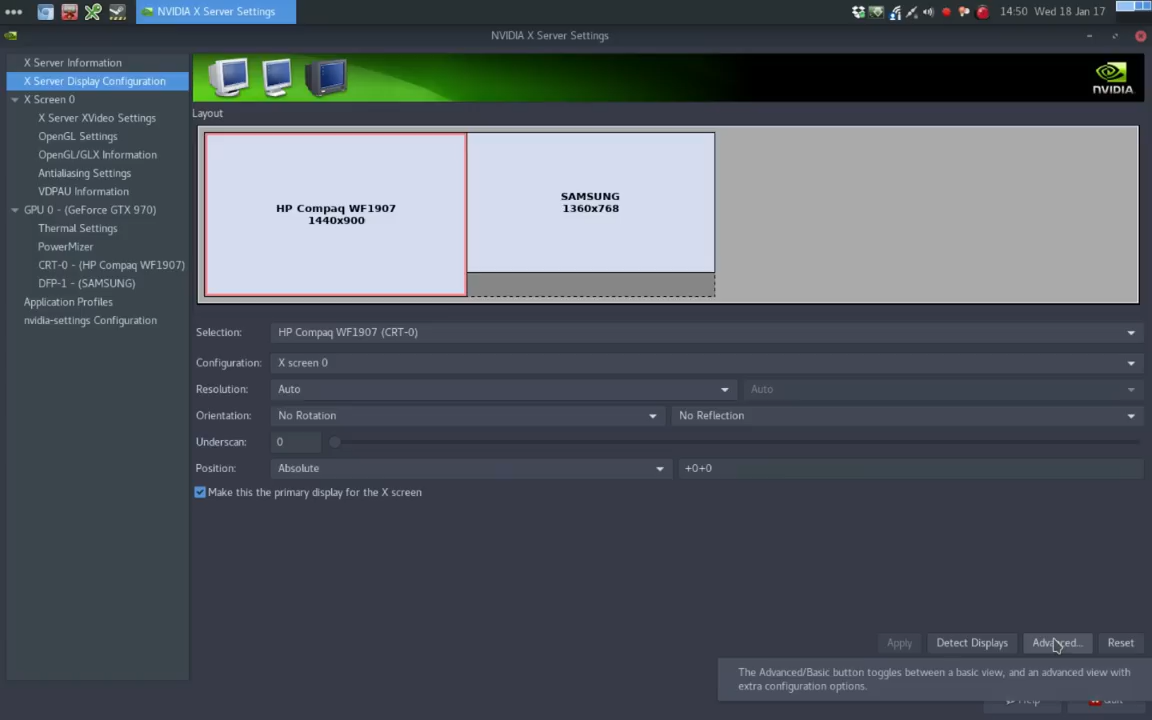 NVIDIA X Server Settings
14:50 Wed 18 Jan 17
NVIDIA X Server Settings
X Server Information
X Server Display Configuration
X Screen 0
X Server XVideo Settings
OpenGL Settings
OpenGL/GLX Information
Antialiasing Settings
VDPAU Information
GPU 0 - (GeForce GTX 970)
Thermal Settings
PowerMizer
CRT-0 - (HP Compaq WF1907)
DFP-1 - (SAMSUNG)
Application Profiles
nvidia-settings Configuration
NVIDIA
Layout
HP Compaq WF1907
1440x900
SAMSUNG
1360x768
Selection: HP Compaq WF1907 (CRT-0)
Configuration: X screen 0
Resolution: Auto Auto
Orientation: No Rotation No Reflection
Underscan: 0
Position: Absolute +0+0
Make this the primary display for the X screen
Apply Detect Displays Advanced... Reset
The Advanced/Basic button toggles between a basic view, and an advanced view with
extra configuration options.
Help